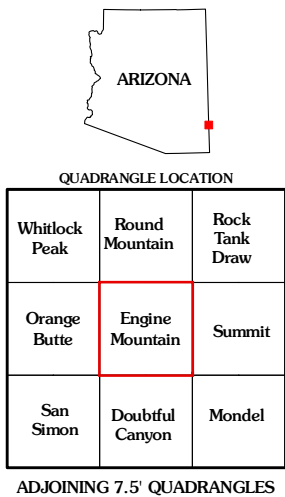 ARIZONA
QUADRANGLE LOCATION
Whitlock
Peak
Round
Mountain
Rock
Tank
Draw
Orange
Butte
Engine
Mountain
Summit
San
Simon
Doubtful
Canyon
Mondel
ADJOINING 7.5' QUADRANGLES